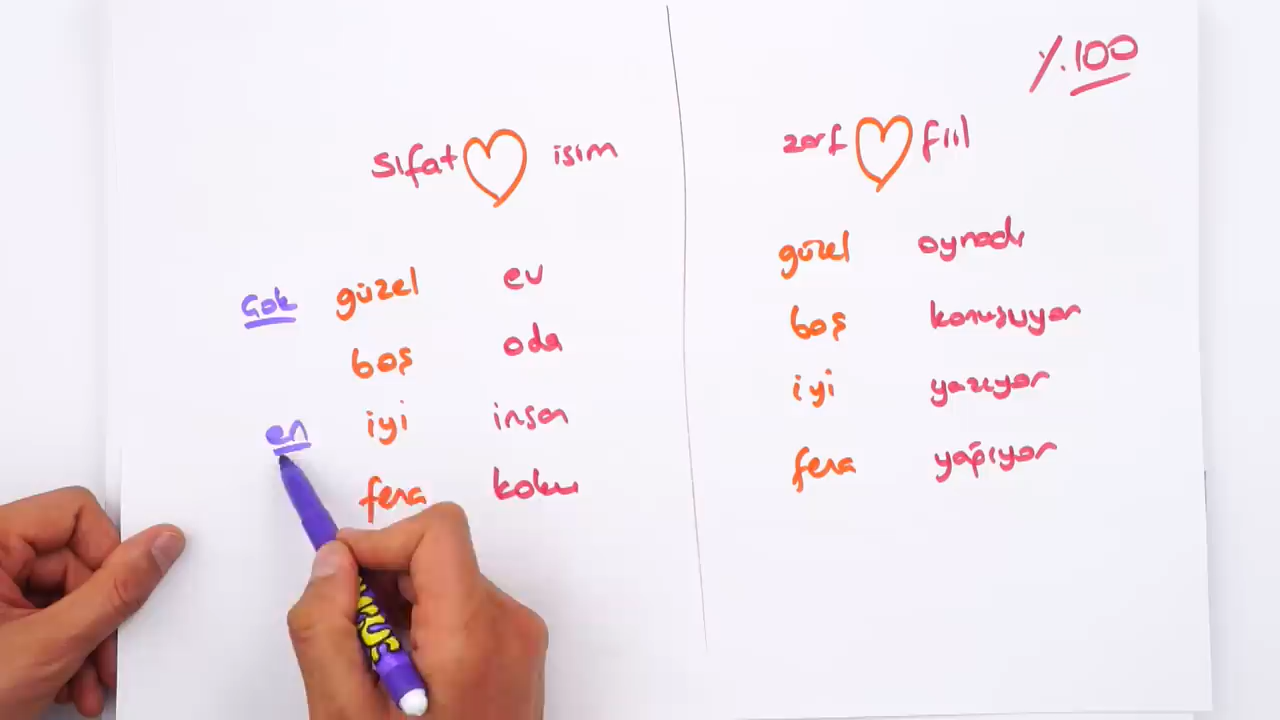 %100
sıfat isim
Çok güzel ev
boş oda
en iyi insan
fena koku
zarf fiil
güzel oynadı
boş konuşuyor
iyi yazıyor
fena yapıyor